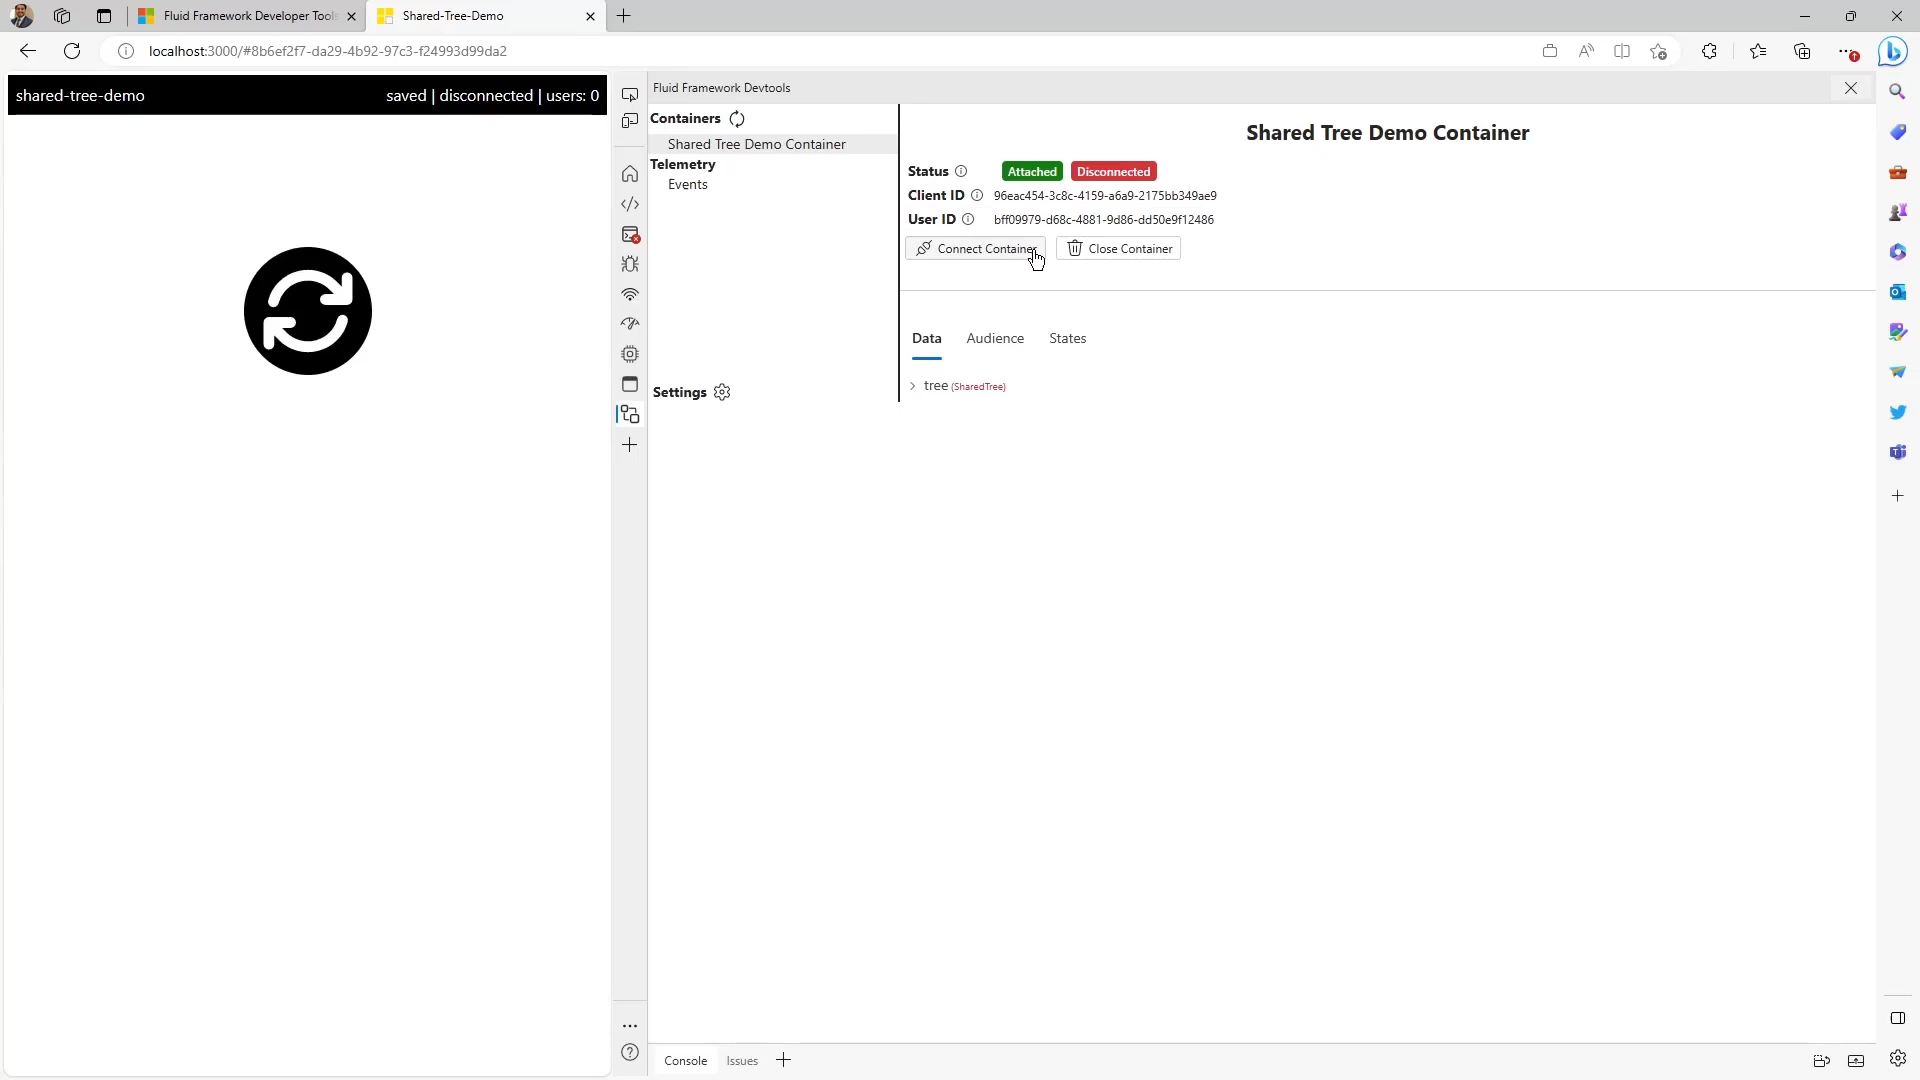 Fluid Framework Developer Tools
Shared-Tree-Demo
localhost:3000/#8b6ef2f7-da29-4b92-97c3-f24993d99da2
shared-tree-demo
saved | disconnected | users: 0
Fluid Framework Devtools
Containers
Shared Tree Demo Container
Telemetry
Events
Settings
Shared Tree Demo Container
Status Attached Disconnected
Client ID 96eac454-3c8c-4159-a6a9-2175bb349ae9
User ID bff09979-d68c-4881-9d86-dd50e9f12486
Connect Container Close Container
Data Audience States
tree (SharedTree)
Console Issues